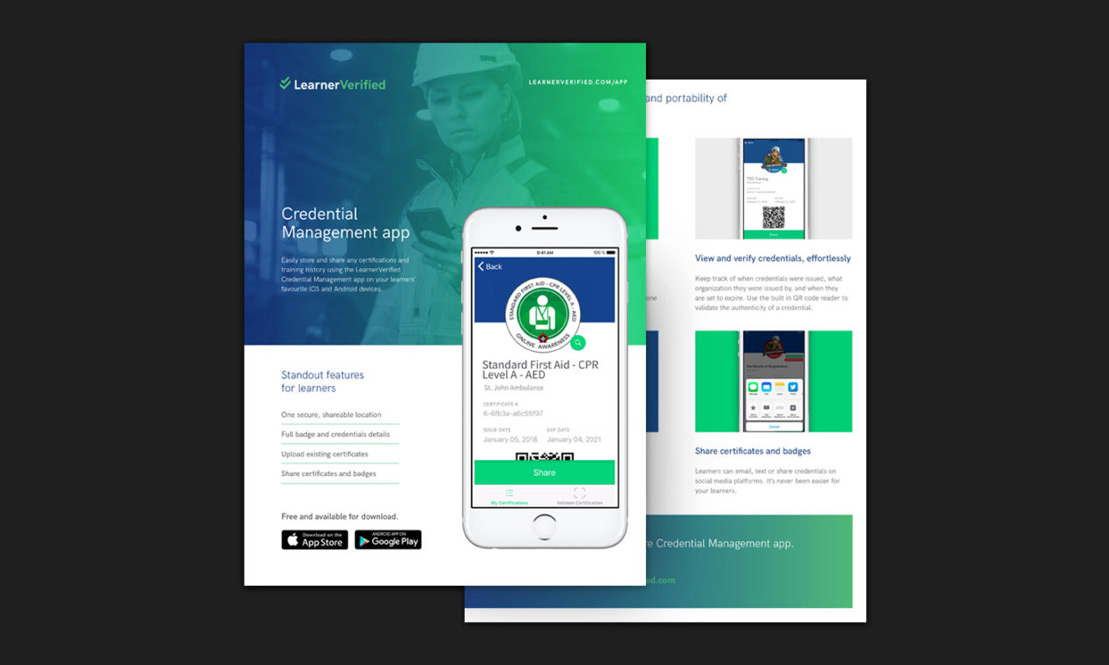 LearnerVerified
LEARNERVERIFIED.COM/APP
Credential
Management app
Easily store and share any certifications and
training history using the LearnerVerified
Credential Management app on your learners'
favourite iOS and Android devices.
Standout features
for learners
One secure, shareable location
Full badge and credentials details
Upload existing certificates
Share certificates and badges
Free and available for download.
Download on the
App Store
ANDROID APP ON
Google Play
9:41 AM
100%
Back
STANDARD FIRST AID - CPR LEVEL A - AED
ONLINE AWARENESS
Standard First Aid - CPR
Level A - AED
St. John Ambulance
CERTIFICATE #
6-6fb3a-a6c55f97
ISSUE DATE
EXP DATE
January 05, 2018
January 04, 2021
Share
My Certifications
Validate Certification
and portability of
one
TDG Training
Share
View and verify credentials, effortlessly
Keep track of when credentials were issued, what
organization they were issued by, and when they
are set to expire. Use the built in QR code reader to
validate the authenticity of a credential.
Cancel
Share certificates and badges
Learners can email, text or share credentials on
social media platforms. It's never been easier for
your learners.
re Credential Management app.
ed.com